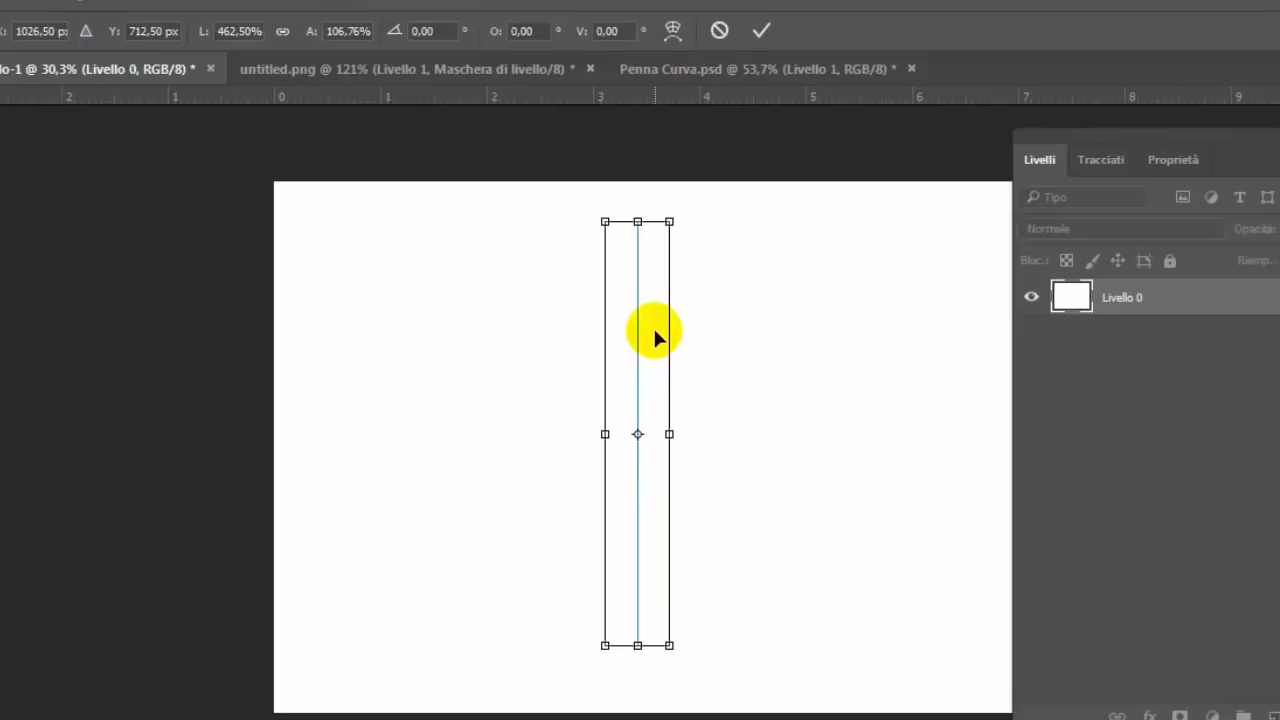 X: 1026,50 px Y: 712,50 px L: 462,50% A: 106,76% 0,00 ° O: 0,00 ° V: 0,00 °
lo-1 @ 30,3% (Livello 0, RGB/8) * × untitled.png @ 121% (Livello 1, Maschera di livello/8) * × Penna Curva.psd @ 53,7% (Livello 1, RGB/8) * ×
2 1 0 1 2 3 4 5 6 7 8 9
Livelli Tracciati Proprietà
Tipo
Normale Opacità:
Bloc.: Riemp.
Livello 0
fx